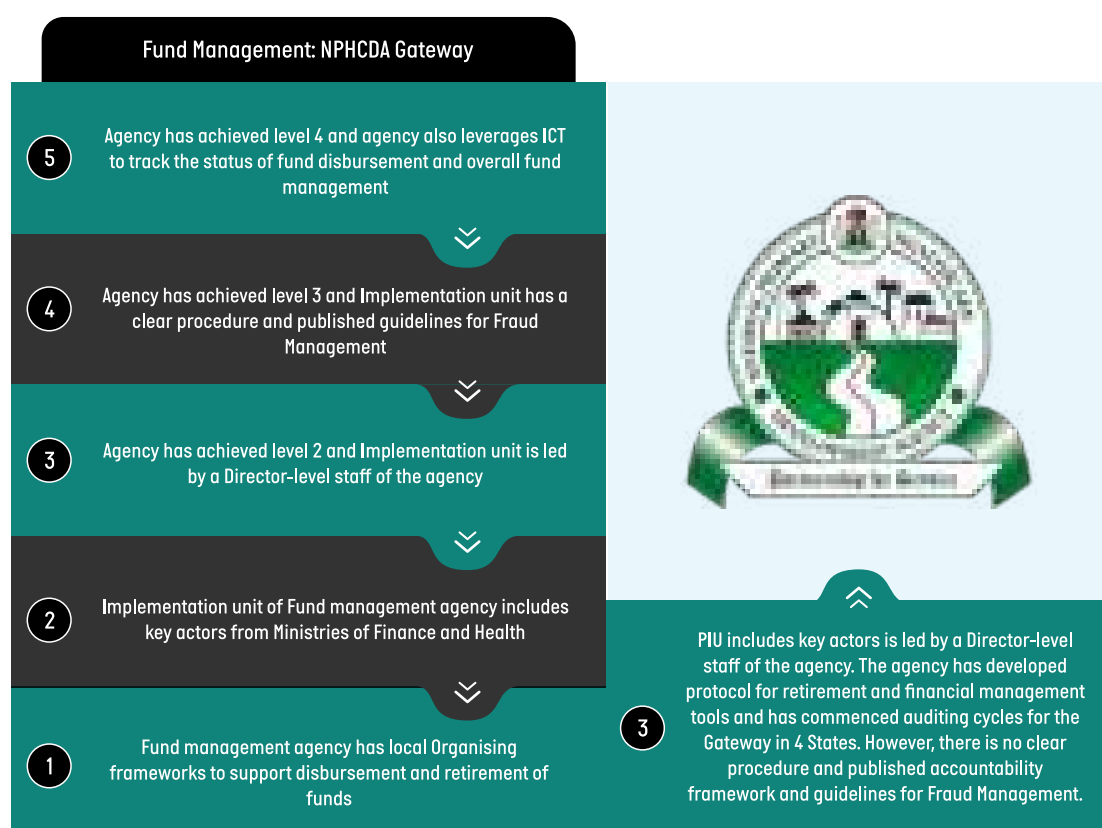 Fund Management: NPHCDA Gateway
5
Agency has achieved level 4 and agency also leverages ICT
to track the status of fund disbursement and overall fund
management
4
Agency has achieved level 3 and Implementation unit has a
clear procedure and published guidelines for Fraud
Management
3
Agency has achieved level 2 and Implementation unit is led
by a Director-level staff of the agency
2
Implementation unit of Fund management agency includes
key actors from Ministries of Finance and Health
1
Fund management agency has local Organising
frameworks to support disbursement and retirement of
funds
3
PIU includes key actors is led by a Director-level
staff of the agency. The agency has developed
protocol for retirement and financial management
tools and has commenced auditing cycles for the
Gateway in 4 States. However, there is no clear
procedure and published accountability
framework and guidelines for Fraud Management.